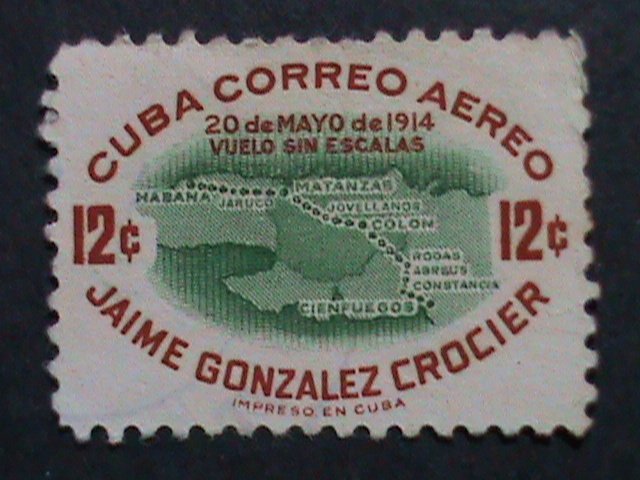 CUBA CORREO AEREO
20 de MAYO de 1914
VUELO SIN ESCALAS
HABANA
JARUCO
MATANZAS
JOVELLANOS
COLON
12¢
12¢
RODAS
ABREUS
CONSTANCIA
CIENFUEGOS
JAIME GONZALEZ CROCIER
IMPRESO EN CUBA